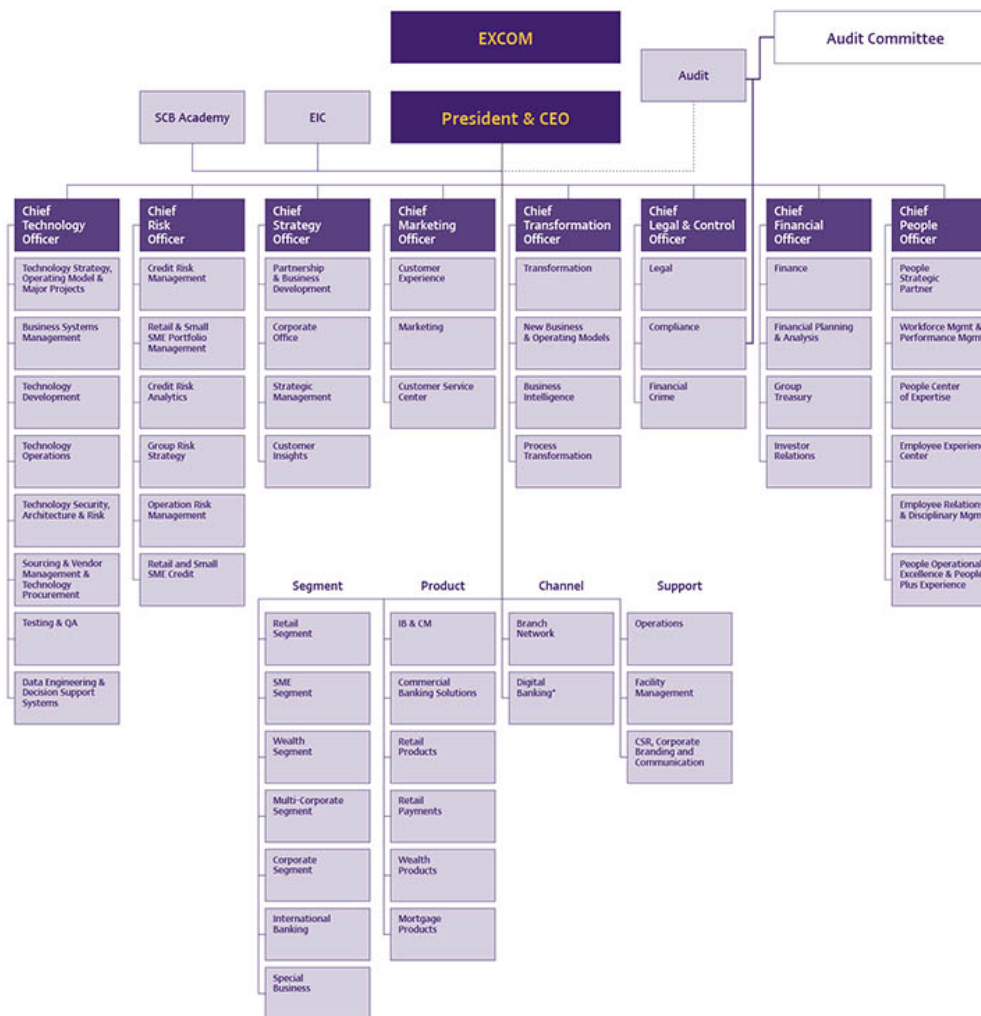 EXCOM
Audit Committee
Audit
SCB Academy
EIC
President & CEO
Chief
Technology
Officer
Technology Strategy,
Operating Model &
Major Projects
Business Systems
Management
Technology
Development
Technology
Operations
Technology Security,
Architecture & Risk
Sourcing & Vendor
Management &
Technology
Procurement
Testing & QA
Data Engineering &
Decision Support
Systems
Chief
Risk
Officer
Credit Risk
Management
Retail & Small
SME Portfolio
Management
Credit Risk
Analytics
Group Risk
Strategy
Operation Risk
Management
Retail and Small
SME Credit
Chief
Strategy
Officer
Partnership
& Business
Development
Corporate
Office
Strategic
Management
Customer
Insights
Chief
Marketing
Officer
Customer
Experience
Marketing
Customer Service
Center
Chief
Transformation
Officer
Transformation
New Business
& Operating Models
Business
Intelligence
Process
Transformation
Chief
Legal & Control
Officer
Legal
Compliance
Financial
Crime
Chief
Financial
Officer
Finance
Financial Planning
& Analysis
Group
Treasury
Investor
Relations
Chief
People
Officer
People
Strategic
Partner
Workforce Mgmt &
Performance Mgmt
People Center
of Expertise
Employee Experience
Center
Employee Relations
& Disciplinary Mgm
People Operational
Excellence & People
Plus Experience
Segment
Retail
Segment
SME
Segment
Wealth
Segment
Multi-Corporate
Segment
Corporate
Segment
International
Banking
Special
Business
Product
IB & CM
Commercial
Banking Solutions
Retail
Products
Retail
Payments
Wealth
Products
Mortgage
Products
Channel
Branch
Network
Digital
Banking*
Support
Operations
Facility
Management
CSR, Corporate
Branding and
Communication